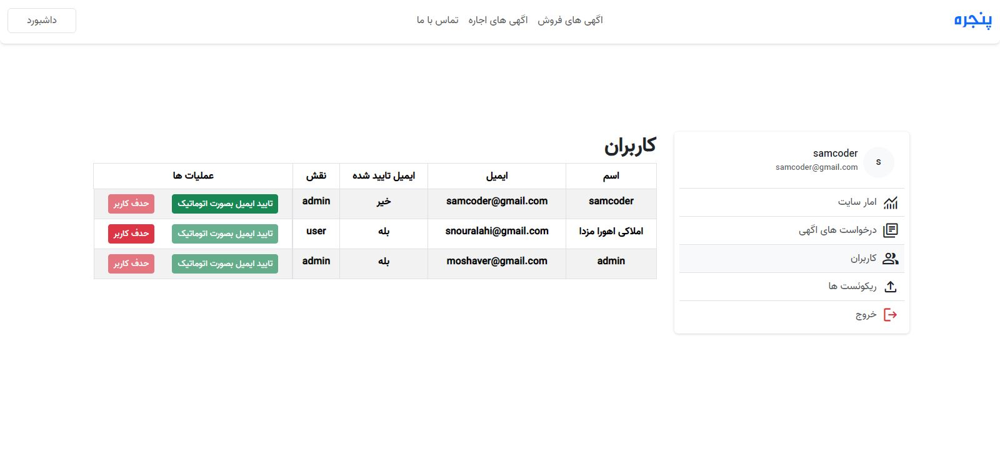 پنجره
اگهی های فروش
اگهی های اجاره
تماس با ما
داشبورد
samcoder
samcoder@gmail.com
s
امار سایت
درخواست های اگهی
کاربران
ریکوئست ها
خروج
کاربران
اسم ایمیل ایمیل تایید شده نقش عملیات ها
samcoder samcoder@gmail.com خیر admin تایید ایمیل بصورت اتوماتیک حذف کاربر
املاکی اهورا مزدا snouralahi@gmail.com بله user تایید ایمیل بصورت اتوماتیک حذف کاربر
admin moshaver@gmail.com بله admin تایید ایمیل بصورت اتوماتیک حذف کاربر